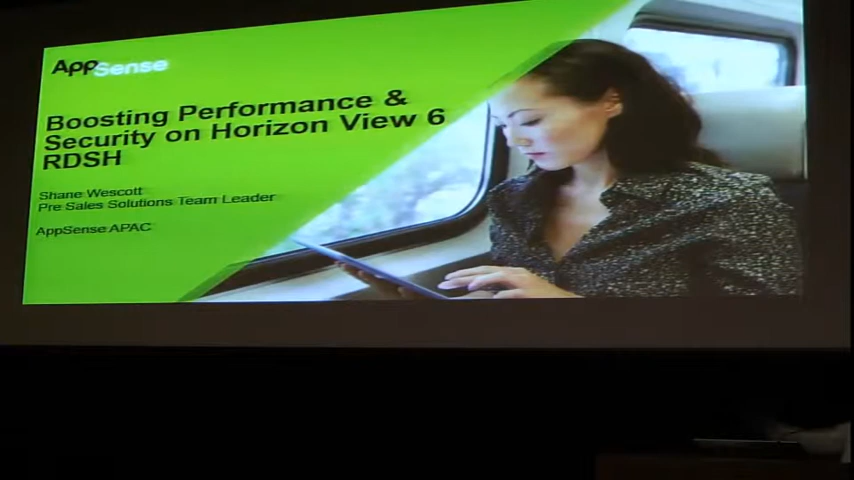 AppSense
Boosting Performance &
Security on Horizon View 6
RDSH
Shane Wescott
Pre Sales Solutions Team Leader
AppSense APAC